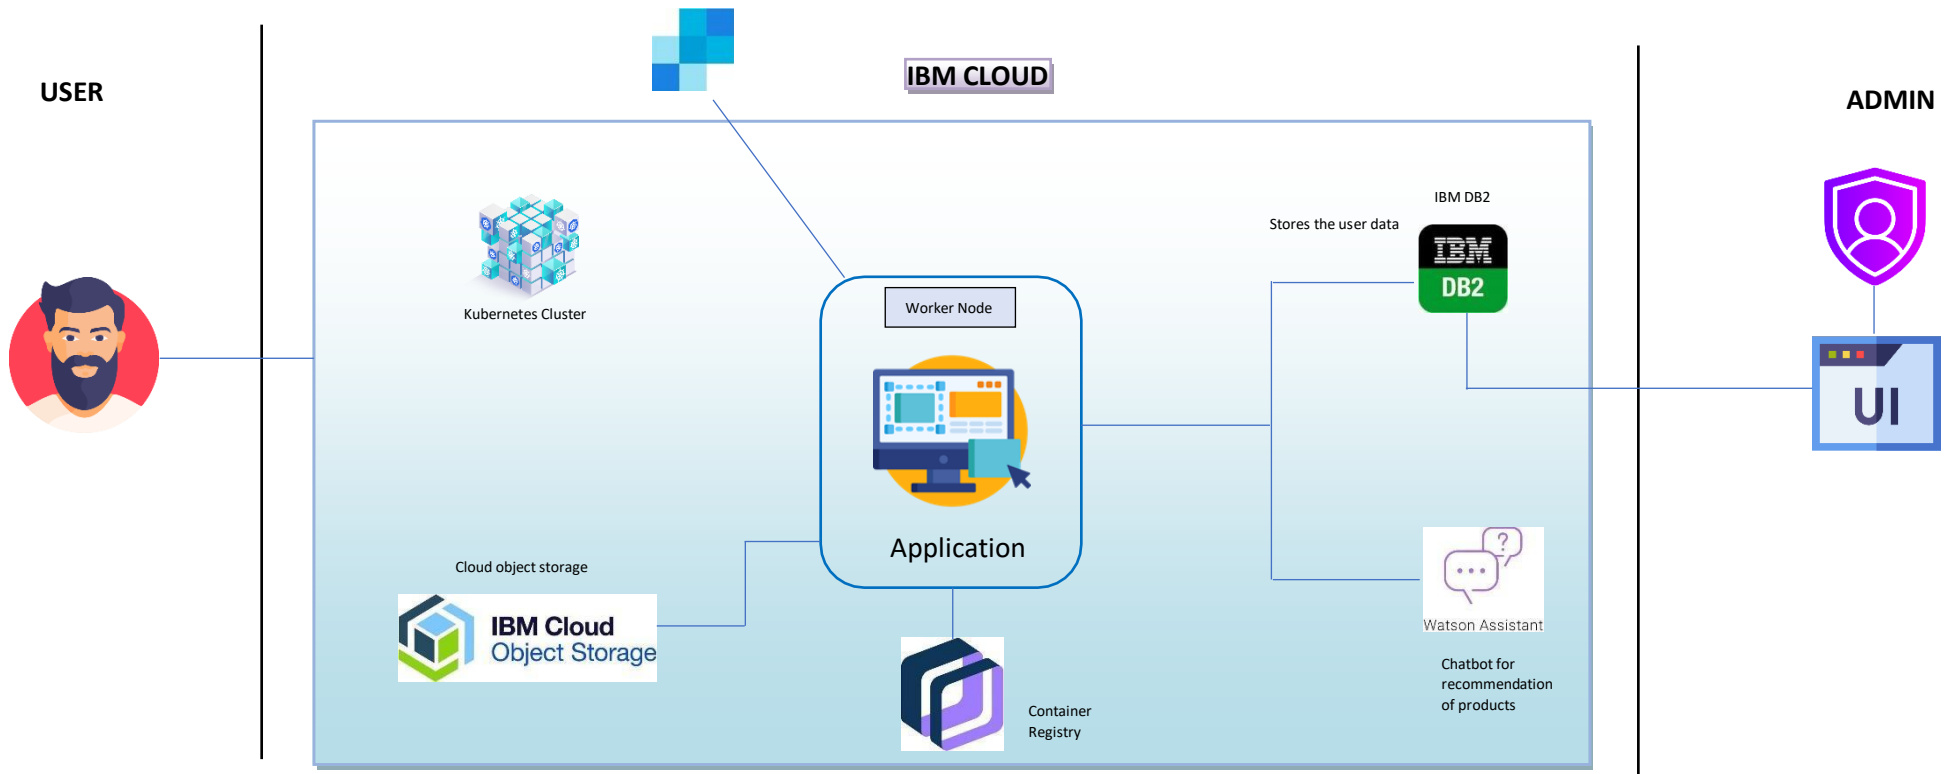 USER
IBM CLOUD
ADMIN
Kubernetes Cluster
Worker Node
Application
Stores the user data
IBM DB2
IBM
DB2
UI
Cloud object storage
IBM Cloud
Object Storage
Container
Registry
?
Watson Assistant
Chatbot for
recommendation
of products